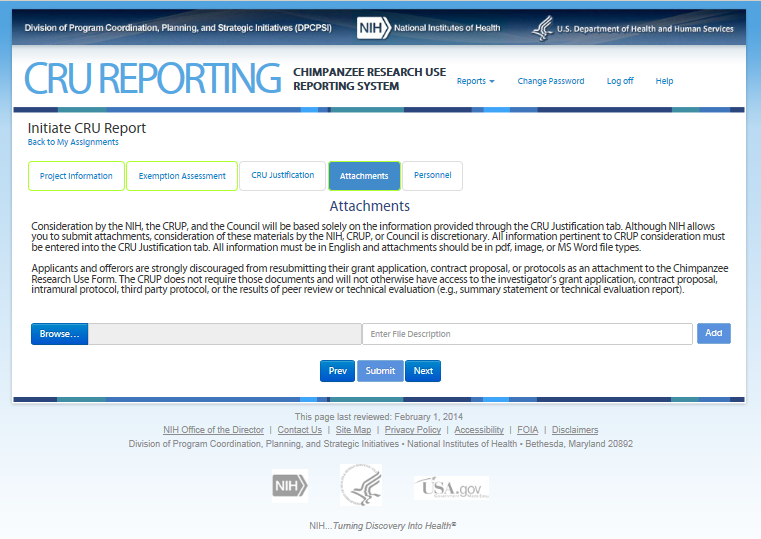 Division of Program Coordination, Planning, and Strategic Initiatives (DPCPSI) NIH National Institutes of Health U.S. Department of Health and Human Services
CRU REPORTING CHIMPANZEE RESEARCH USE REPORTING SYSTEM Reports Change Password Log off Help
Initiate CRU Report
Back to My Assignments
Project Information Exemption Assessment CRU Justification Attachments Personnel
Attachments
Consideration by the NIH, the CRUP, and the Council will be based solely on the information provided through the CRU Justification tab. Although NIH allows
you to submit attachments, consideration of these materials by the NIH, CRUP, or Council is discretionary. All information pertinent to CRUP consideration must
be entered into the CRU Justification tab. All information must be in English and attachments should be in pdf, image, or MS Word file types.
Applicants and offerors are strongly discouraged from resubmitting their grant application, contract proposal, or protocols as an attachment to the Chimpanzee
Research Use Form. The CRUP does not require those documents and will not otherwise have access to the investigator's grant application, contract proposal,
intramural protocol, third party protocol, or the results of peer review or technical evaluation (e.g., summary statement or technical evaluation report).
Browse... Enter File Description Add
Prev Submit Next
This page last reviewed: February 1, 2014
NIH Office of the Director | Contact Us | Site Map | Privacy Policy | Accessibility | FOIA | Disclaimers
Division of Program Coordination, Planning, and Strategic Initiatives • National Institutes of Health • Bethesda, Maryland 20892
NIH USA.gov
NIH...Turning Discovery Into Health®